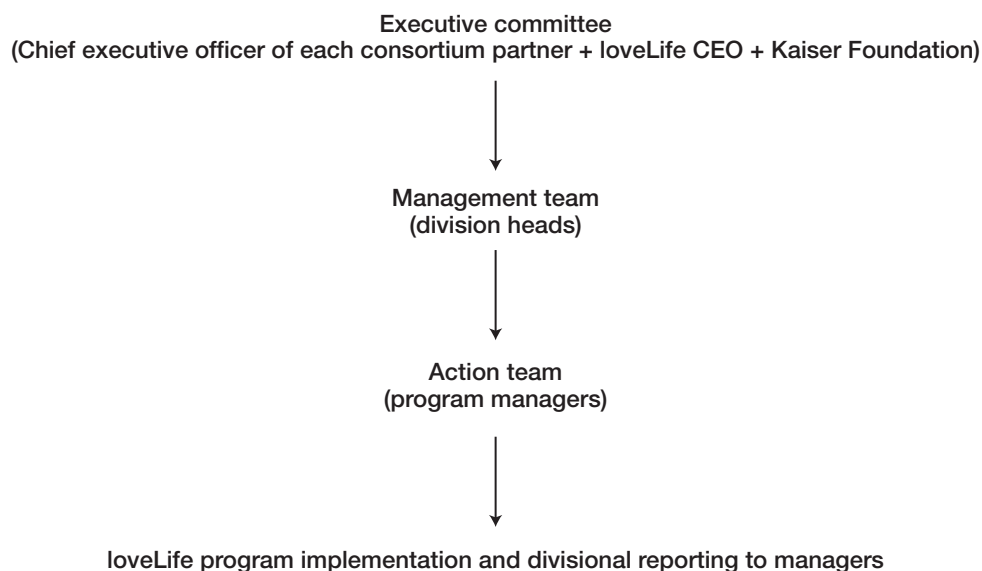 Executive committee
(Chief executive officer of each consortium partner + loveLife CEO + Kaiser Foundation)
Management team
(division heads)
Action team
(program managers)
loveLife program implementation and divisional reporting to managers